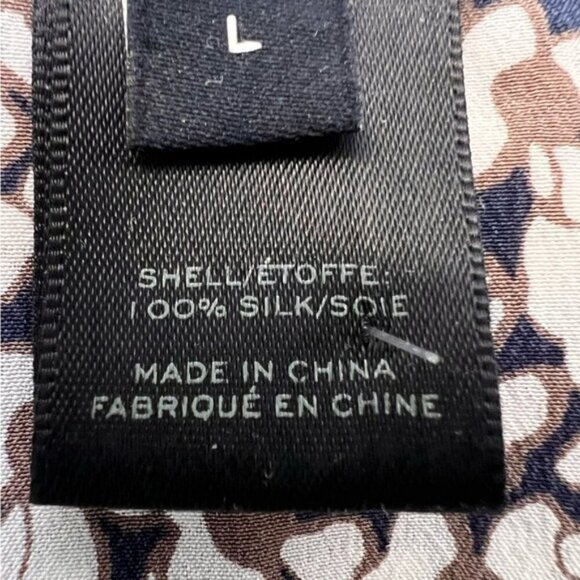 L
SHELL/ÉTOFFE:
100% SILK/SOIE
MADE IN CHINA
FABRIQUÉ EN CHINE